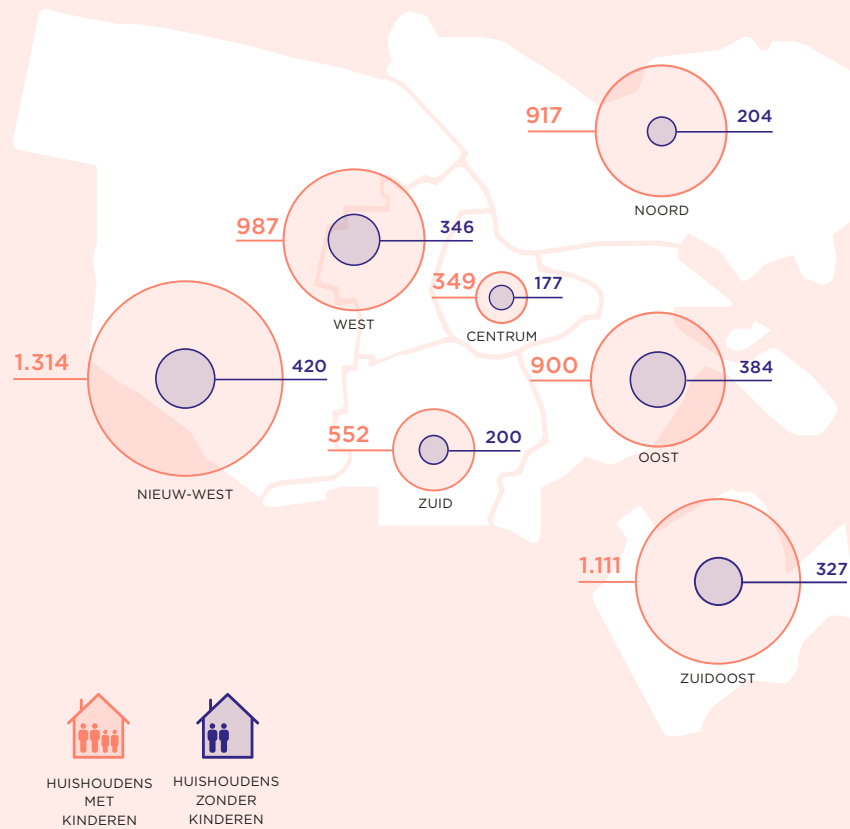 917
204
NOORD
987
346
WEST
349
177
CENTRUM
1.314
420
NIEUW-WEST
900
384
OOST
552
200
ZUID
1.111
327
ZUIDOOST
HUISHOUDENS
MET
KINDEREN
HUISHOUDENS
ZONDER
KINDEREN